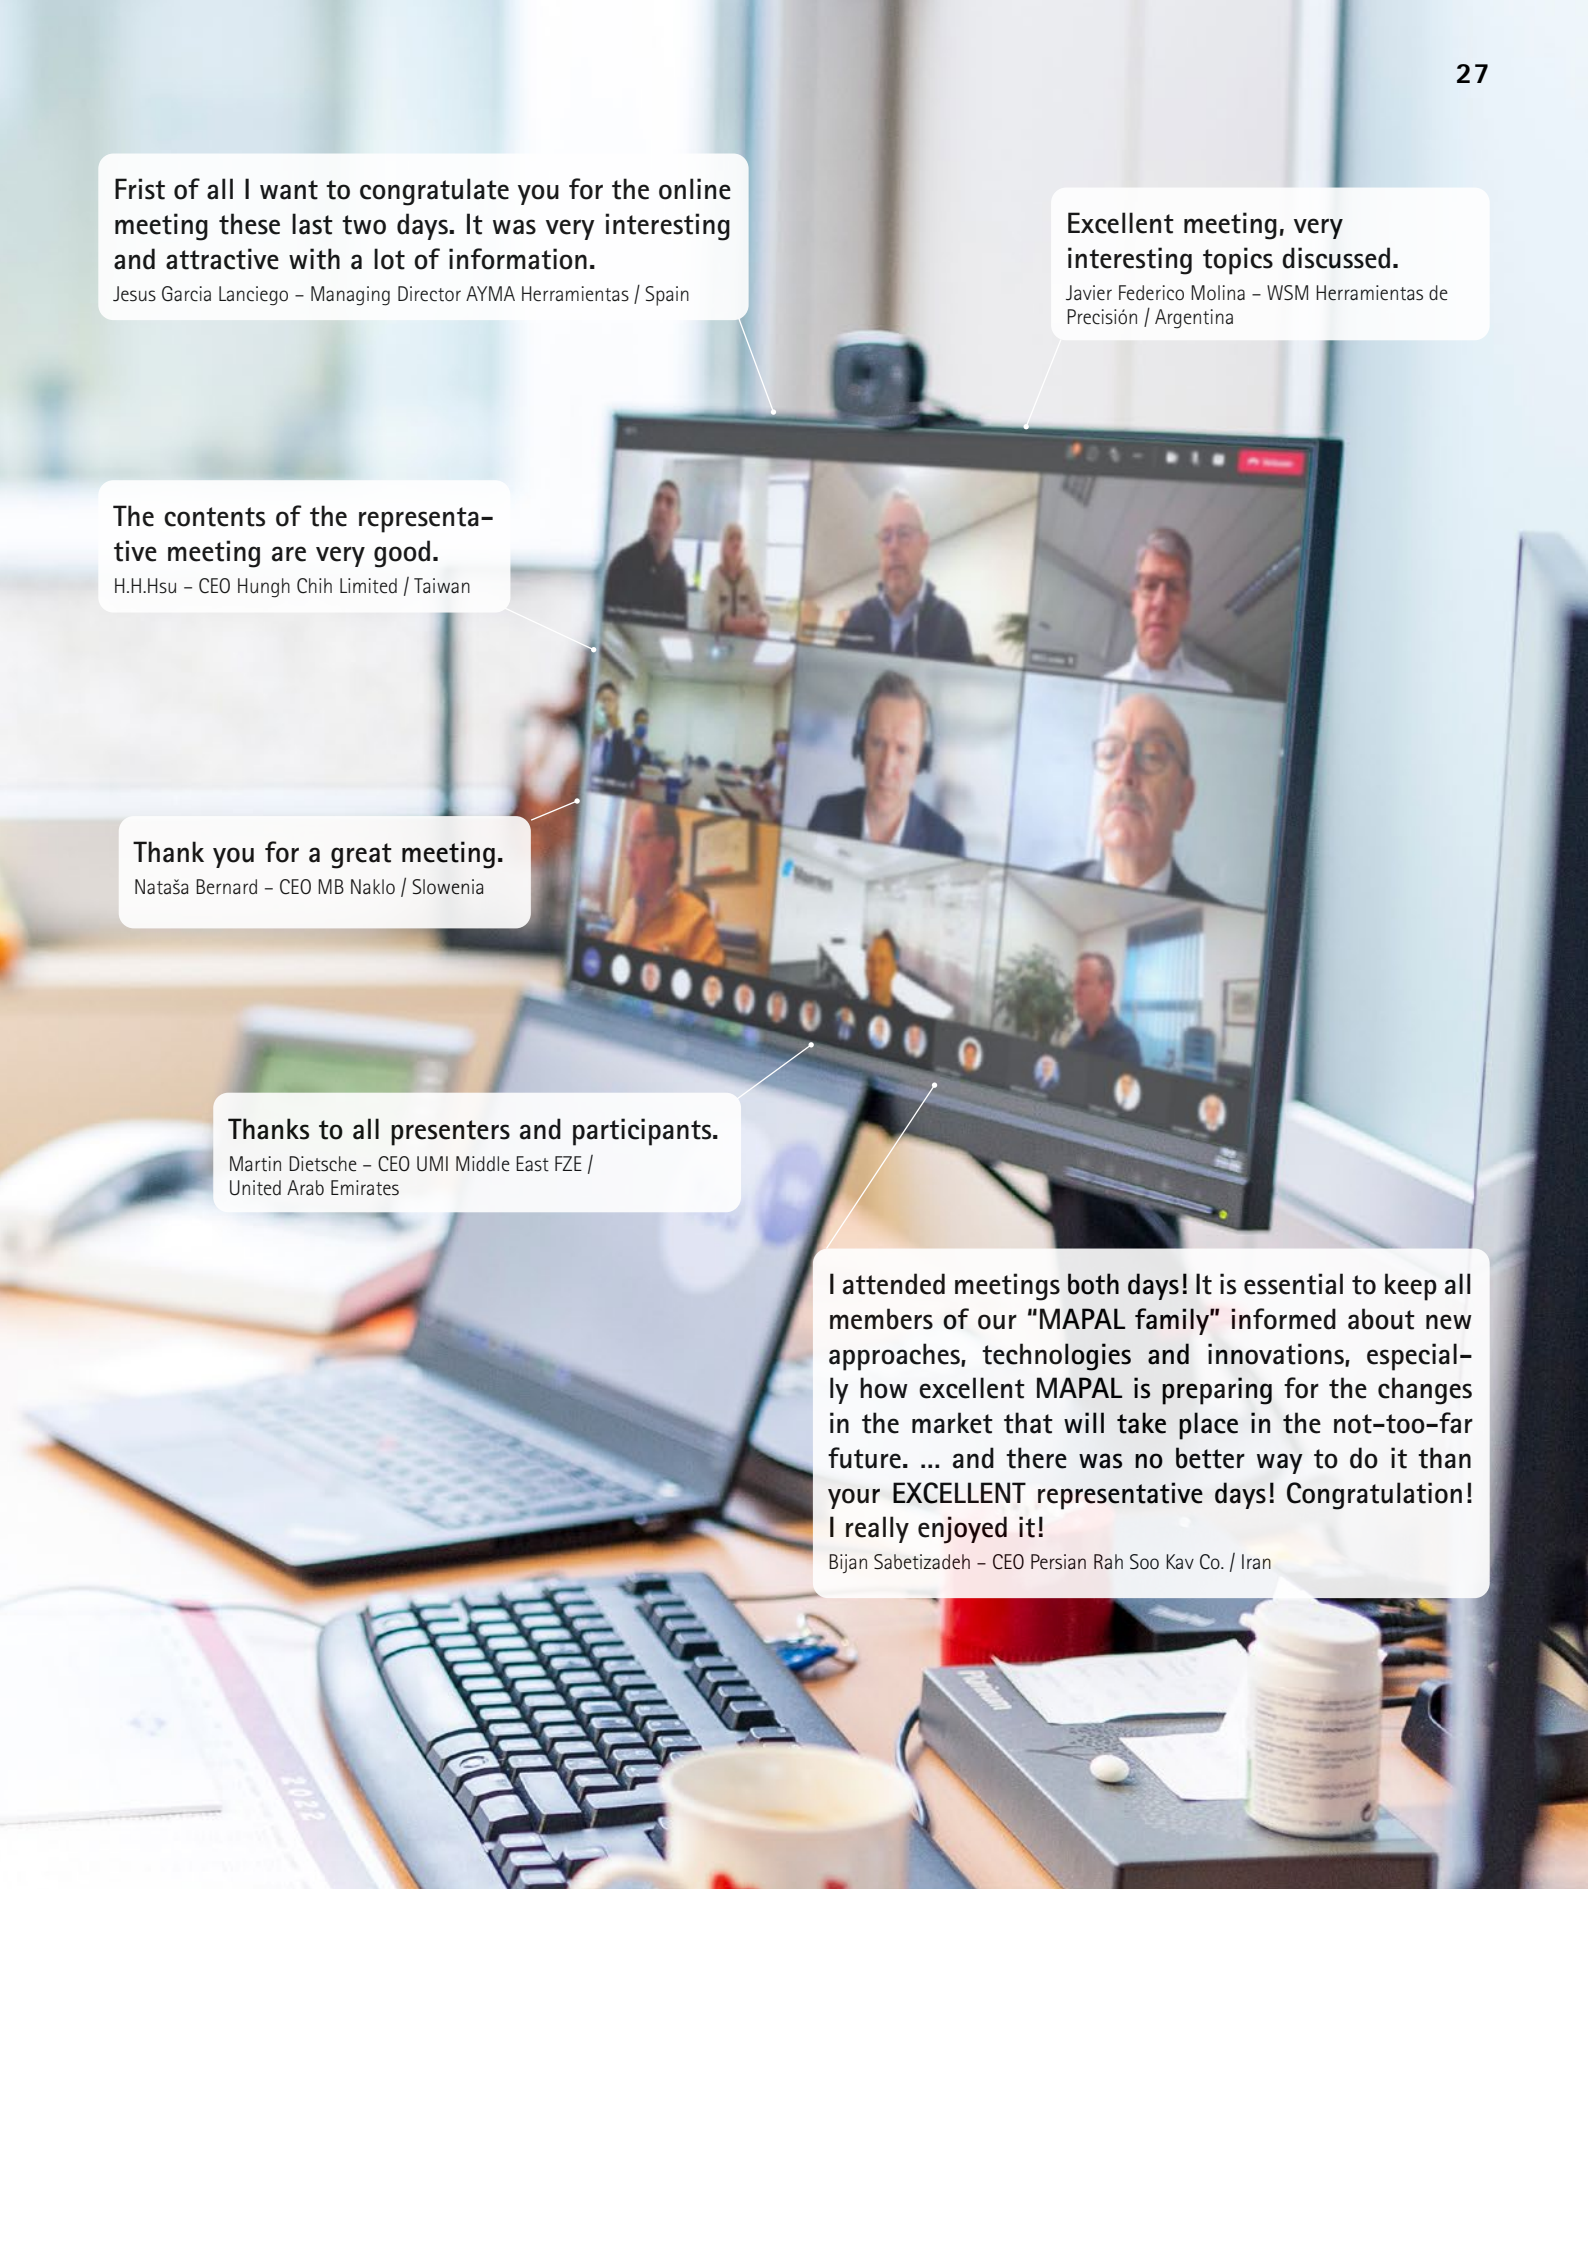 27
Frist of all I want to congratulate you for the online
meeting these last two days. It was very interesting
and attractive with a lot of information.
Jesus Garcia Lanciego – Managing Director AYMA Herramientas / Spain
Excellent meeting, very
interesting topics discussed.
Javier Federico Molina – WSM Herramientas de
Precisión / Argentina
The contents of the representa-
tive meeting are very good.
H.H.Hsu – CEO Hungh Chih Limited / Taiwan
Thank you for a great meeting.
Nataša Bernard – CEO MB Naklo / Slowenia
Thanks to all presenters and participants.
Martin Dietsche – CEO UMI Middle East FZE /
United Arab Emirates
I attended meetings both days! It is essential to keep all
members of our “MAPAL family” informed about new
approaches, technologies and innovations, especial-
ly how excellent MAPAL is preparing for the changes
in the market that will take place in the not-too-far
future. ... and there was no better way to do it than
your EXCELLENT representative days! Congratulation!
I really enjoyed it!
Bijan Sabetizadeh – CEO Persian Rah Soo Kav Co. / Iran
Platinum
2022